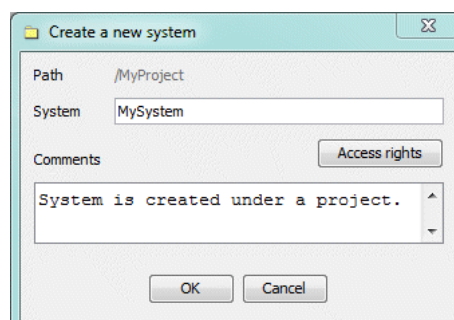 Create a new system
Path /MyProject
System MySystem
Comments Access rights
System is created under a project.
OK Cancel